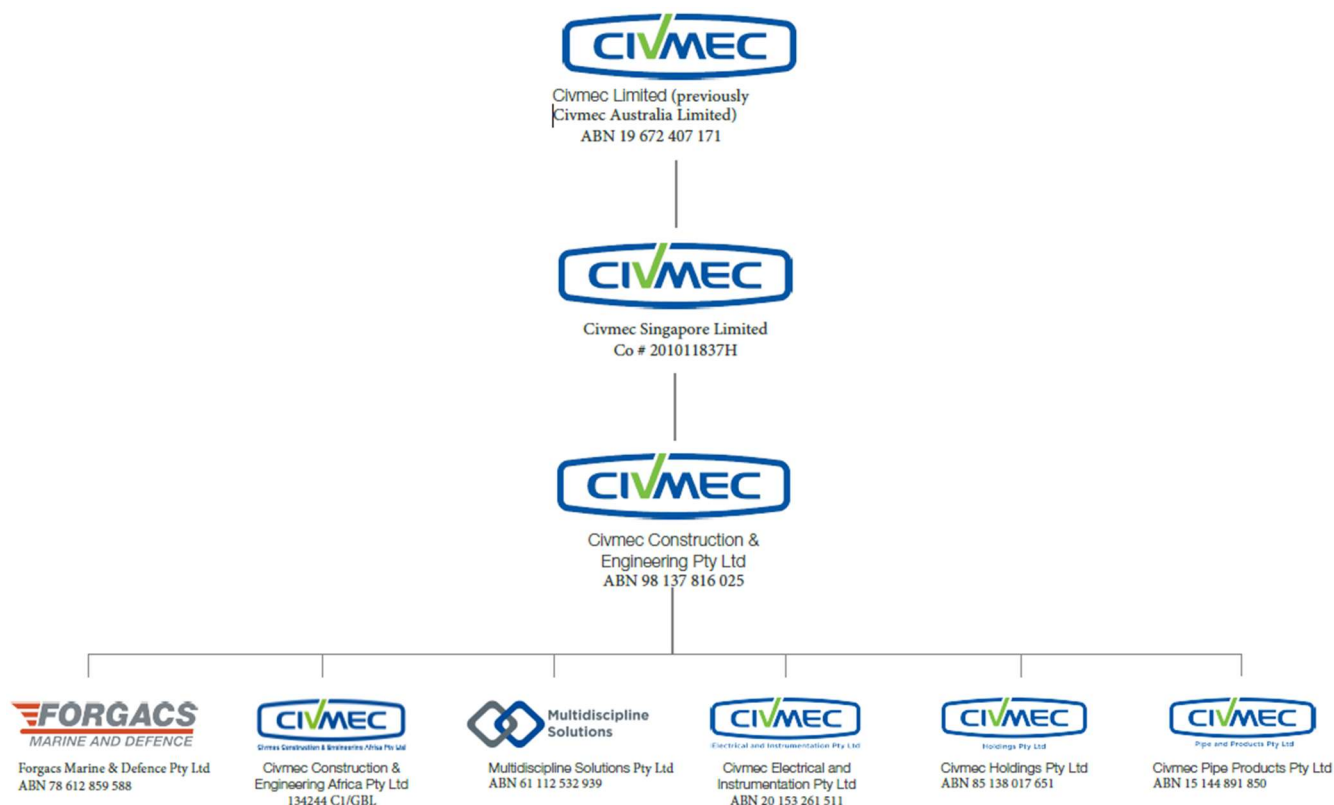 CIVMEC
Civmec Limited (previously
Civmec Australia Limited)
ABN 19 672 407 171
CIVMEC
Civmec Singapore Limited
Co # 201011837H
CIVMEC
Civmec Construction &
Engineering Pty Ltd
ABN 98 137 816 025
FORGACS
MARINE AND DEFENCE
Forgacs Marine & Defence Pty Ltd
ABN 78 612 859 588
CIVMEC
Civmec Construction & Engineering Africa Pty Ltd
Civmec Construction &
Engineering Africa Pty Ltd
134244 C1/GBL
Multidiscipline
Solutions
Multidiscipline Solutions Pty Ltd
ABN 61 112 532 939
CIVMEC
Electrical and Instrumentation Pty Ltd
Civmec Electrical and
Instrumentation Pty Ltd
ABN 20 153 261 511
CIVMEC
Holdings Pty Ltd
Civmec Holdings Pty Ltd
ABN 85 138 017 651
CIVMEC
Pipe and Products Pty Ltd
Civmec Pipe Products Pty Ltd
ABN 15 144 891 850